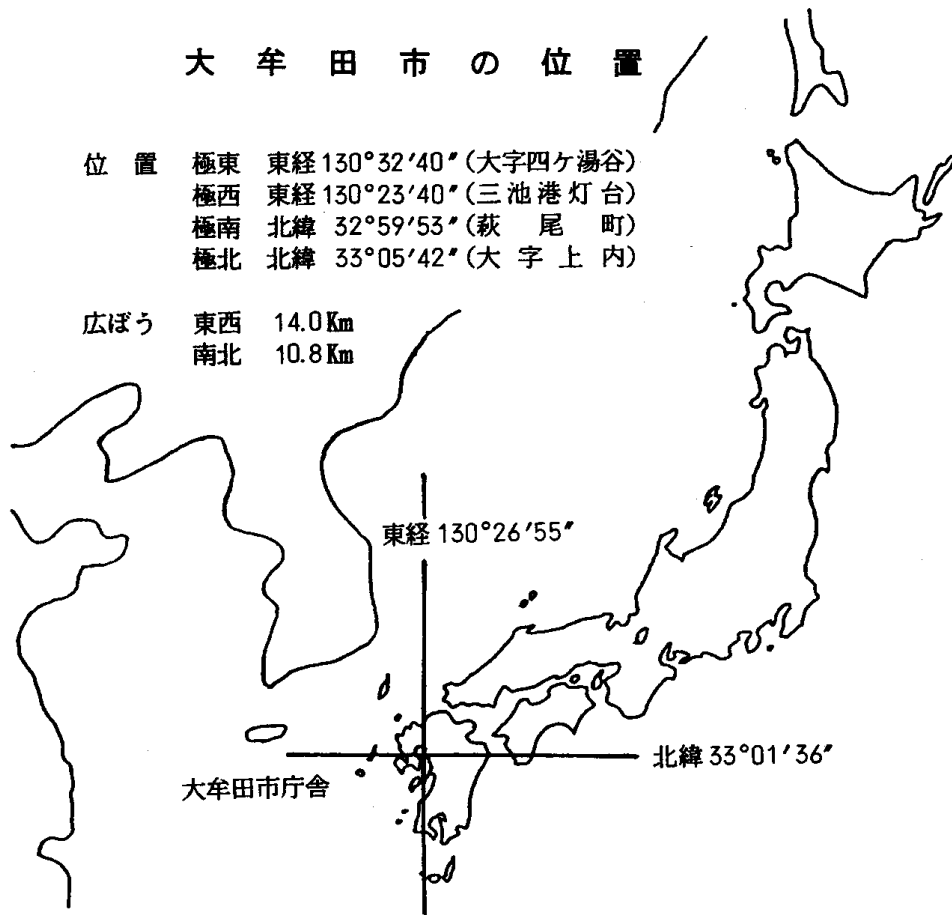 大牟田市の位置
位置 極東 東経130°32′40″(大字四ケ湯谷)
極西 東経130°23′40″(三池港灯台)
極南 北緯 32°59′53″(萩尾町)
極北 北緯 33°05′42″(大字上内)
広ぼう 東西 14.0Km
南北 10.8Km
東経130°26′55″
北緯33°01′36″
大牟田市庁舎